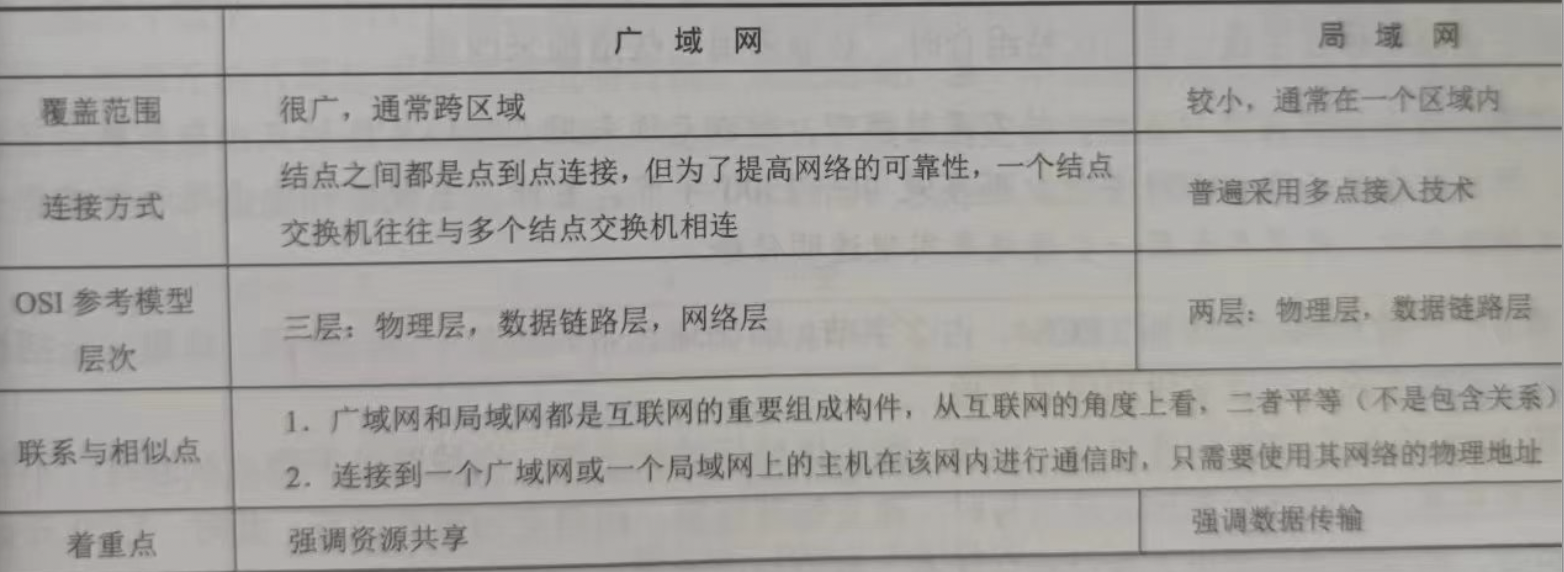 广 域 网
局 域 网
覆盖范围
很广，通常跨区域
较小，通常在一个区域内
连接方式
结点之间都是点到点连接，但为了提高网络的可靠性，一个结点
交换机往往与多个结点交换机相连
普遍采用多点接入技术
OSI 参考模型
层次
三层：物理层，数据链路层，网络层
两层：物理层，数据链路层
联系与相似点
1．广域网和局域网都是互联网的重要组成构件，从互联网的角度上看，二者平等（不是包含关系）
2．连接到一个广域网或一个局域网上的主机在该网内进行通信时，只需要使用其网络的物理地址
着重点
强调资源共享
强调数据传输